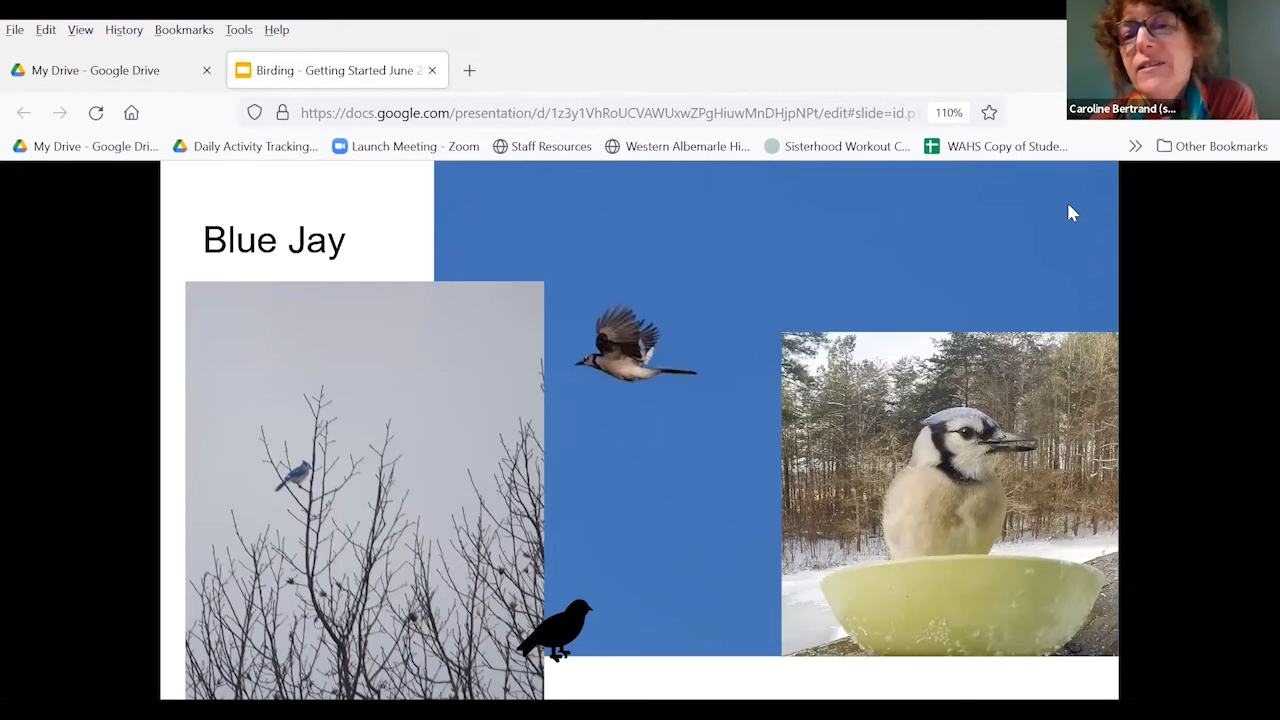 File Edit View History Bookmarks Tools Help
My Drive - Google Drive
Birding - Getting Started June 2
https://docs.google.com/presentation/d/1z3y1VhRoUCVAWUxwZPgHiuwMnDHjpNPt/edit#slide=id.p
110%
Caroline Bertrand (s...
My Drive - Google Dri...
Daily Activity Tracking...
Launch Meeting - Zoom
Staff Resources
Western Albemarle Hi...
Sisterhood Workout C...
WAHS Copy of Stude...
Other Bookmarks
Blue Jay